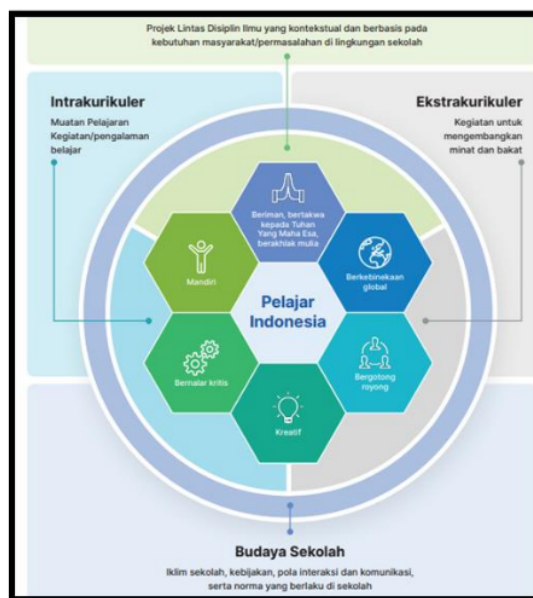 Projek Lintas Disiplin Ilmu yang kontekstual dan berbasis pada
kebutuhan masyarakat/permasalahan di lingkungan sekolah
Intrakurikuler
Muatan Pelajaran
Kegiatan/pengalaman
belajar
Ekstrakurikuler
Kegiatan untuk
mengembangkan
minat dan bakat
Beriman, bertakwa
kepada Tuhan
Yang Maha Esa,
berakhlak mulia
Mandiri
Berkebinekaan
global
Pelajar
Indonesia
Bernalar kritis
Bergotong
royong
Kreatif
Budaya Sekolah
Iklim sekolah, kebijakan, pola interaksi dan komunikasi,
serta norma yang berlaku di sekolah